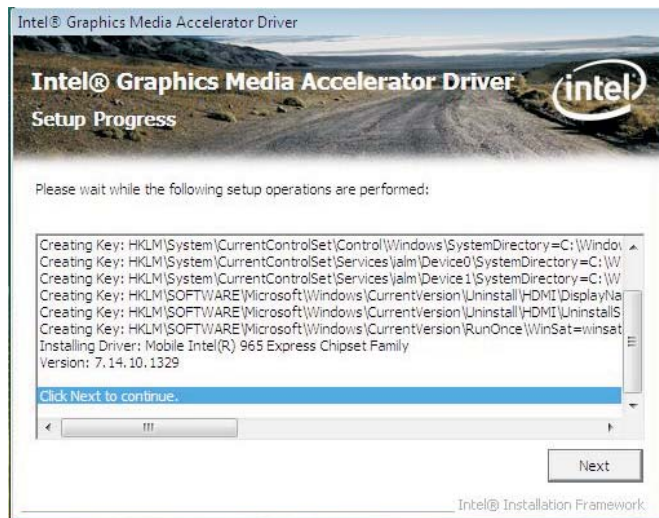 Intel® Graphics Media Accelerator Driver
Intel® Graphics Media Accelerator Driver
intel
Setup Progress
Please wait while the following setup operations are performed:
Creating Key: HKLM\System\CurrentControlSet\Control\Windows\SystemDirectory=C:\Window
Creating Key: HKLM\System\CurrentControlSet\Services\ialm\Device0\SystemDirectory=C:\W
Creating Key: HKLM\System\CurrentControlSet\Services\ialm\Device1\SystemDirectory=C:\W
Creating Key: HKLM\SOFTWARE\Microsoft\Windows\CurrentVersion\Uninstall\HDMI\DisplayNa
Creating Key: HKLM\SOFTWARE\Microsoft\Windows\CurrentVersion\Uninstall\HDMI\UninstallS
Creating Key: HKLM\SOFTWARE\Microsoft\Windows\CurrentVersion\RunOnce\WinSat=winsat
Installing Driver: Mobile Intel(R) 965 Express Chipset Family
Version: 7.14.10.1329
Click Next to continue.
Next
Intel® Installation Framework